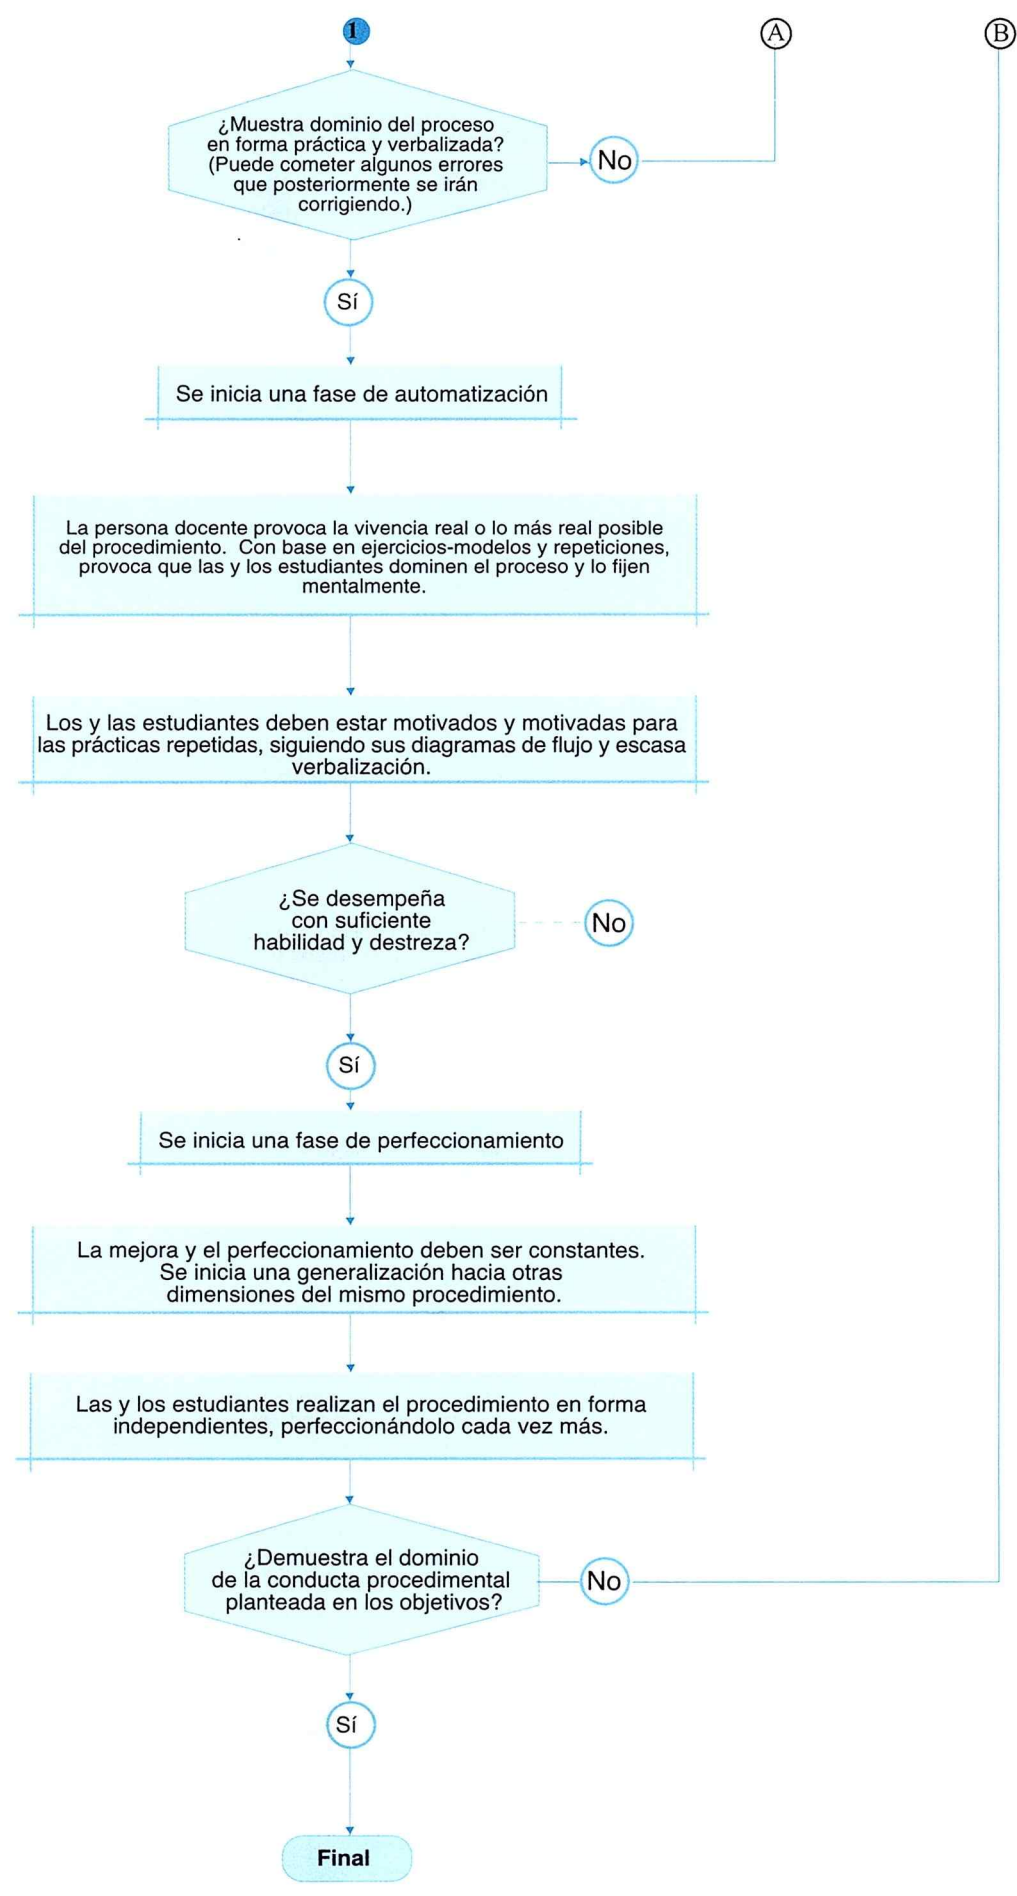 1
A
B
¿Muestra dominio del proceso
en forma práctica y verbalizada?
(Puede cometer algunos errores
que posteriormente se irán
corrigiendo.)
No
Sí
Se inicia una fase de automatización
La persona docente provoca la vivencia real o lo más real posible
del procedimiento. Con base en ejercicios-modelos y repeticiones,
provoca que las y los estudiantes dominen el proceso y lo fijen
mentalmente.
Los y las estudiantes deben estar motivados y motivadas para
las prácticas repetidas, siguiendo sus diagramas de flujo y escasa
verbalización.
¿Se desempeña
con suficiente
habilidad y destreza?
No
Sí
Se inicia una fase de perfeccionamiento
La mejora y el perfeccionamiento deben ser constantes.
Se inicia una generalización hacia otras
dimensiones del mismo procedimiento.
Las y los estudiantes realizan el procedimiento en forma
independientes, perfeccionándolo cada vez más.
¿Demuestra el dominio
de la conducta procedimental
planteada en los objetivos?
No
Sí
Final